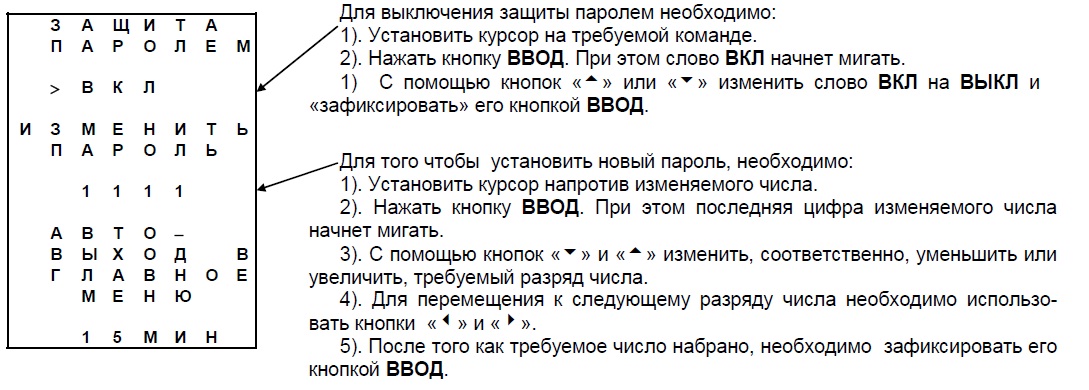 ЗАЩИТА
ПАРОЛЕМ
> ВКЛ
ИЗМЕНИТЬ
ПАРОЛЬ
1111
АВТО–
ВЫХОД В
ГЛАВНОЕ
МЕНЮ
15МИН
Для выключения защиты паролем необходимо:
1). Установить курсор на требуемой команде.
2). Нажать кнопку ВВОД. При этом слово ВКЛ начнет мигать.
1) С помощью кнопок «⏶» или «⏷» изменить слово ВКЛ на ВЫКЛ и
«зафиксировать» его кнопкой ВВОД.
Для того чтобы установить новый пароль, необходимо:
1). Установить курсор напротив изменяемого числа.
2). Нажать кнопку ВВОД. При этом последняя цифра изменяемого числа
начнет мигать.
3). С помощью кнопок «⏷» и «⏶» изменить, соответственно, уменьшить или
увеличить, требуемый разряд числа.
4). Для перемещения к следующему разряду числа необходимо использо-
вать кнопки «⏴» и «⏵».
5). После того как требуемое число набрано, необходимо зафиксировать его
кнопкой ВВОД.